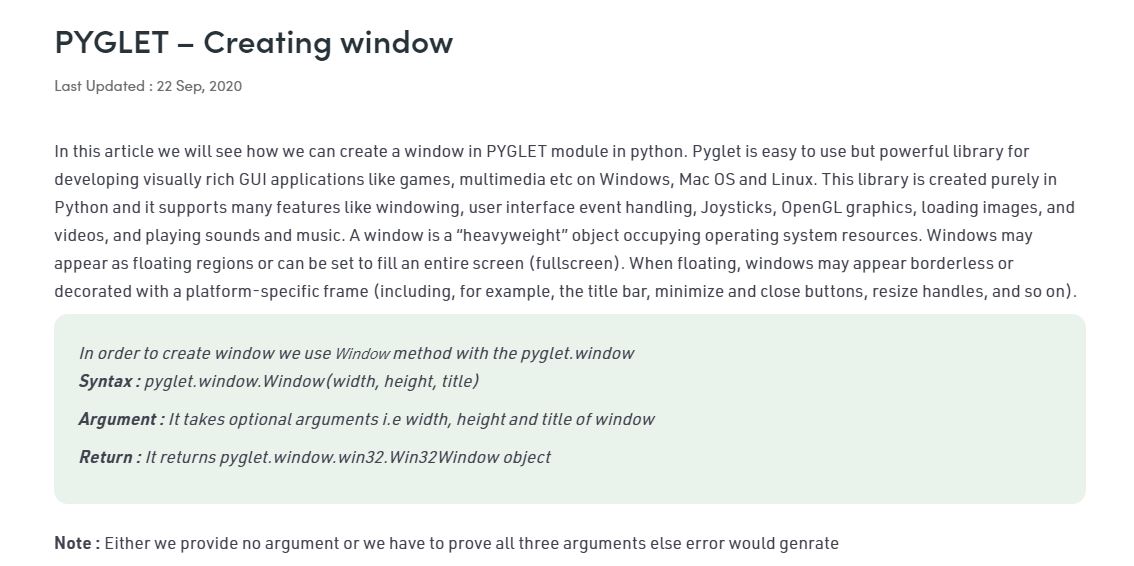 PYGLET – Creating window
Last Updated : 22 Sep, 2020
In this article we will see how we can create a window in PYGLET module in python. Pyglet is easy to use but powerful library for
developing visually rich GUI applications like games, multimedia etc on Windows, Mac OS and Linux. This library is created purely in
Python and it supports many features like windowing, user interface event handling, Joysticks, OpenGL graphics, loading images, and
videos, and playing sounds and music. A window is a “heavyweight” object occupying operating system resources. Windows may
appear as floating regions or can be set to fill an entire screen (fullscreen). When floating, windows may appear borderless or
decorated with a platform-specific frame (including, for example, the title bar, minimize and close buttons, resize handles, and so on).
In order to create window we use Window method with the pyglet.window
Syntax : pyglet.window.Window(width, height, title)
Argument : It takes optional arguments i.e width, height and title of window
Return : It returns pyglet.window.win32.Win32Window object
Note : Either we provide no argument or we have to prove all three arguments else error would genrate